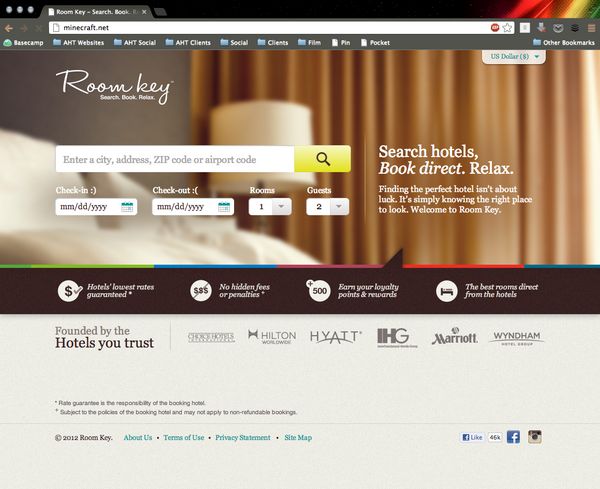 Room Key – Search. Book. R
minecraft.net
Basecamp AHT Websites AHT Social AHT Clients Social Clients Film Pin Pocket Other Bookmarks
US Dollar ($)
Room key
Search. Book. Relax.
Enter a city, address, ZIP code or airport code
Check-in :) Check-out :( Rooms Guests
mm/dd/yyyy mm/dd/yyyy 1 2
Search hotels,
Book direct. Relax.
Finding the perfect hotel isn't about
luck. It's simply knowing the right place
to look. Welcome to Room Key.
$ Hotels' lowest rates
guaranteed *
$$$ No hidden fees
or penalties +
+500 Earn your loyalty
points & rewards
The best rooms direct
from the hotels
Founded by the
Hotels you trust
CHOICE HOTELS
HILTON
WORLDWIDE
HYATT
IHG
InterContinental Hotels Group
Marriott
WYNDHAM
HOTEL GROUP
* Rate guarantee is the responsibility of the booking hotel.
+ Subject to the policies of the booking hotel and may not apply to non-refundable bookings.
© 2012 Room Key. About Us • Terms of Use • Privacy Statement • Site Map
Like 46k